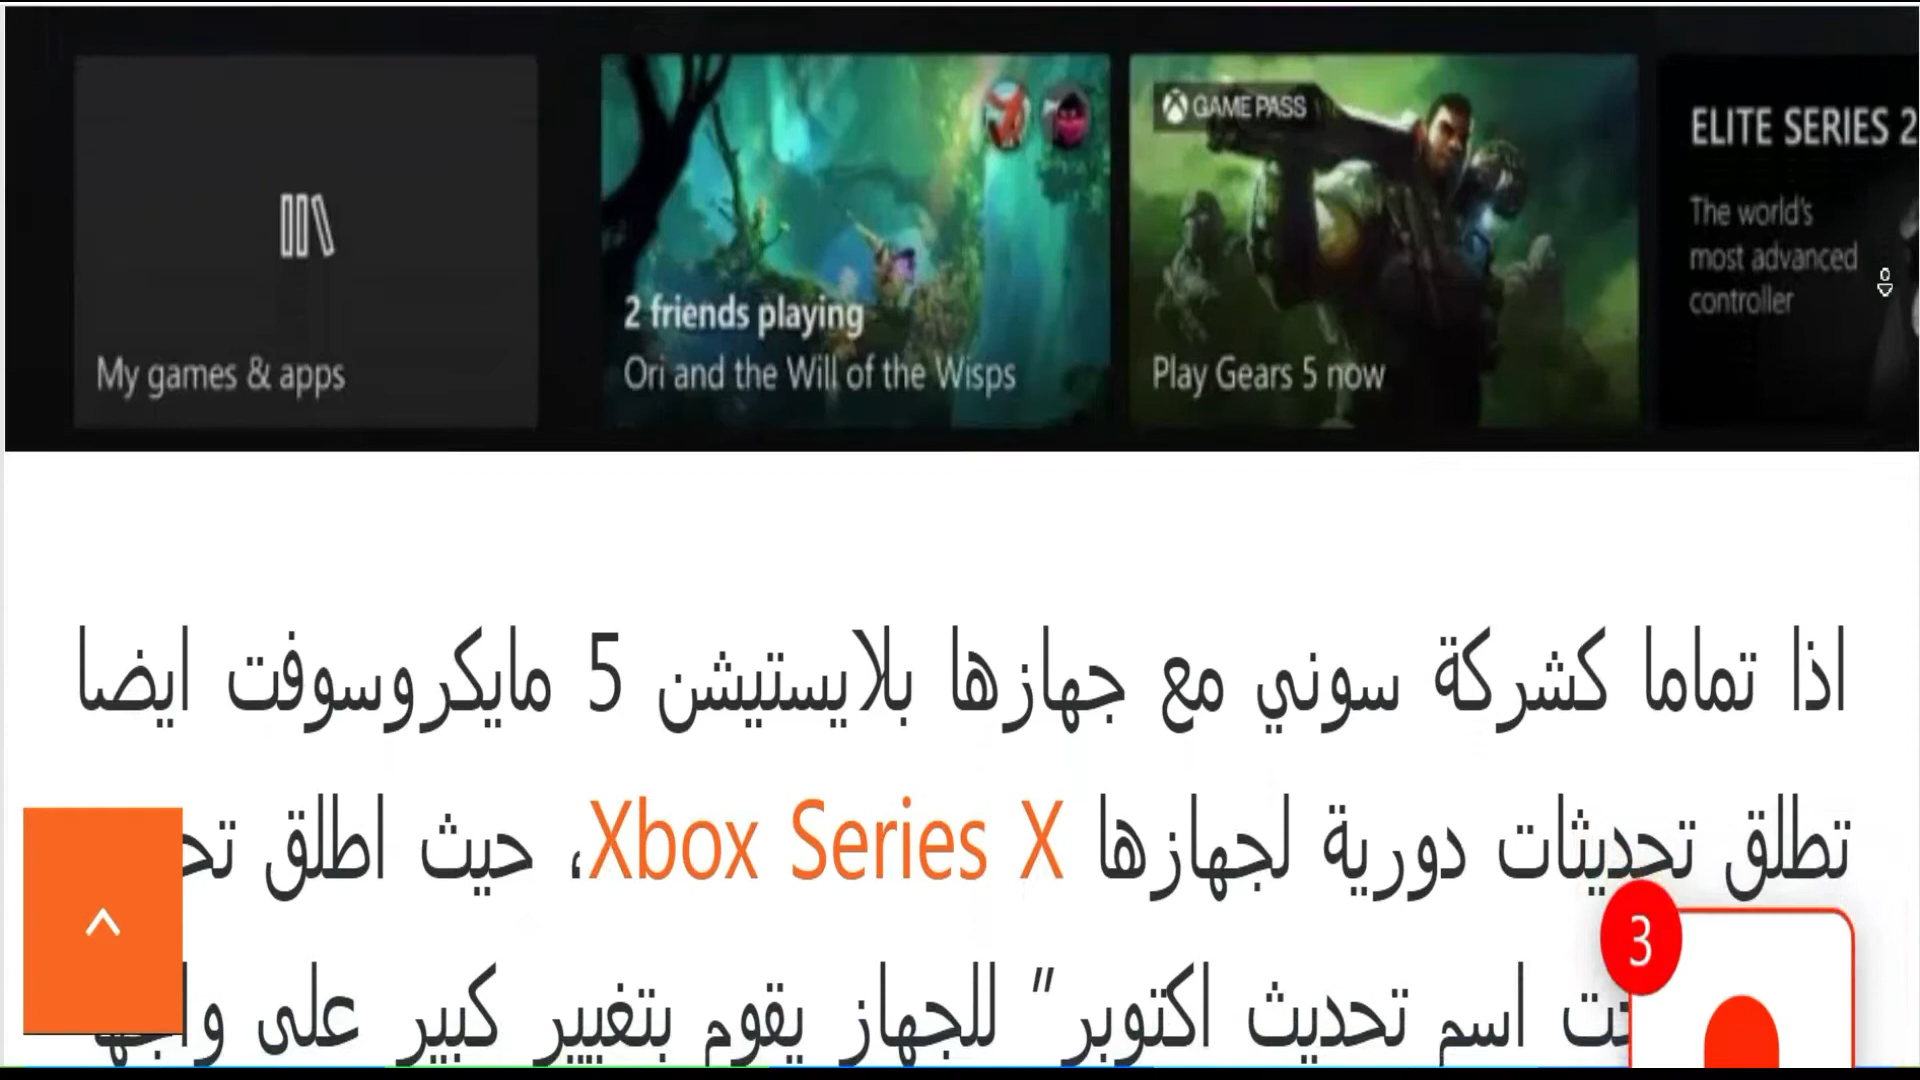 GAME PASS
ELITE SERIES 2
The world's
most advanced
controller
2 friends playing
My games & apps
Ori and the Will of the Wisps
Play Gears 5 now
اذا تماما كشركة سوني مع جهازها بلايستيشن 5 مايكروسوفت ايضا
تطلق تحديثات دورية لجهازها Xbox Series X، حيث اطلق
3
اسم تحديث اكتوبر" للجهاز يقوم بتغيير كبير على